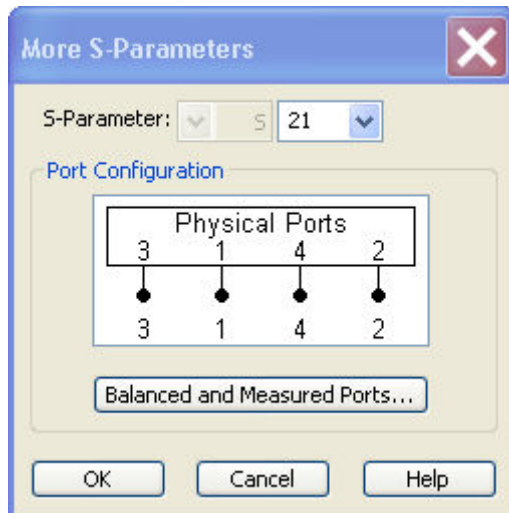 More S-Parameters
S-Parameter: S 21
Port Configuration
Physical Ports
3 1 4 2
3 1 4 2
Balanced and Measured Ports...
OK Cancel Help